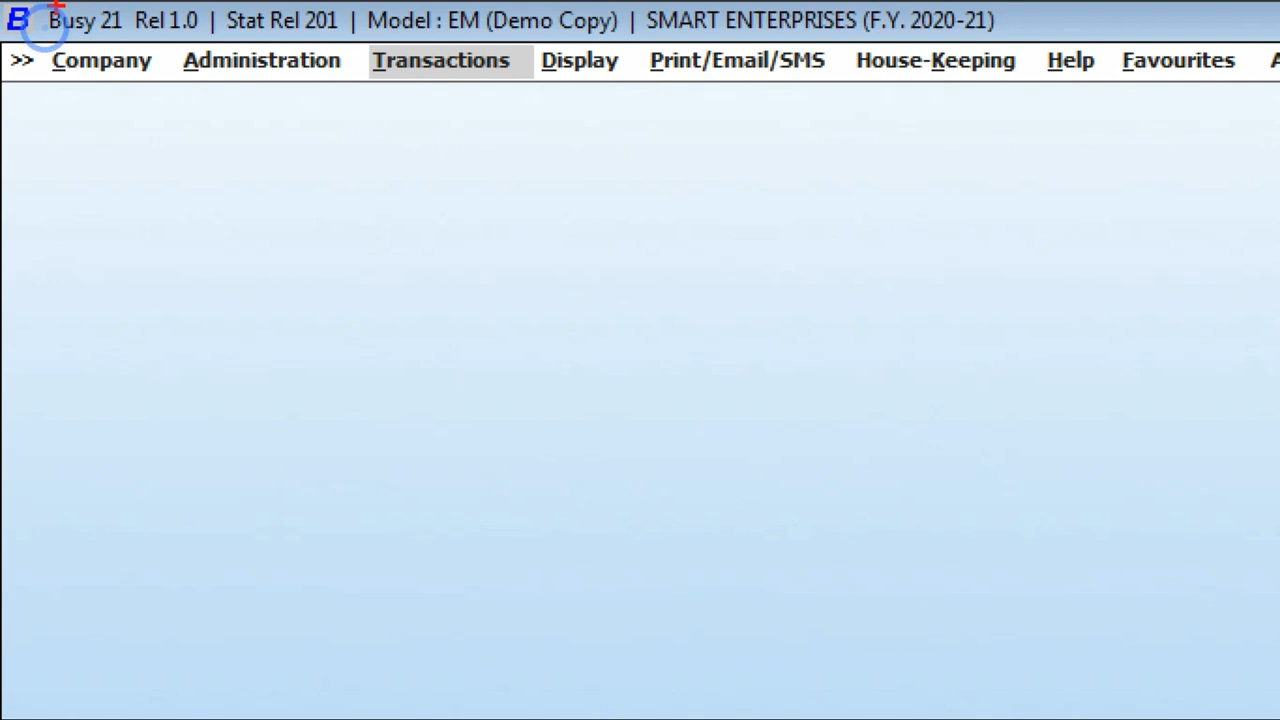 B Busy 21 Rel 1.0 | Stat Rel 201 | Model : EM (Demo Copy) | SMART ENTERPRISES (F.Y. 2020-21)
>> Company Administration Transactions Display Print/Email/SMS House-Keeping Help Favourites